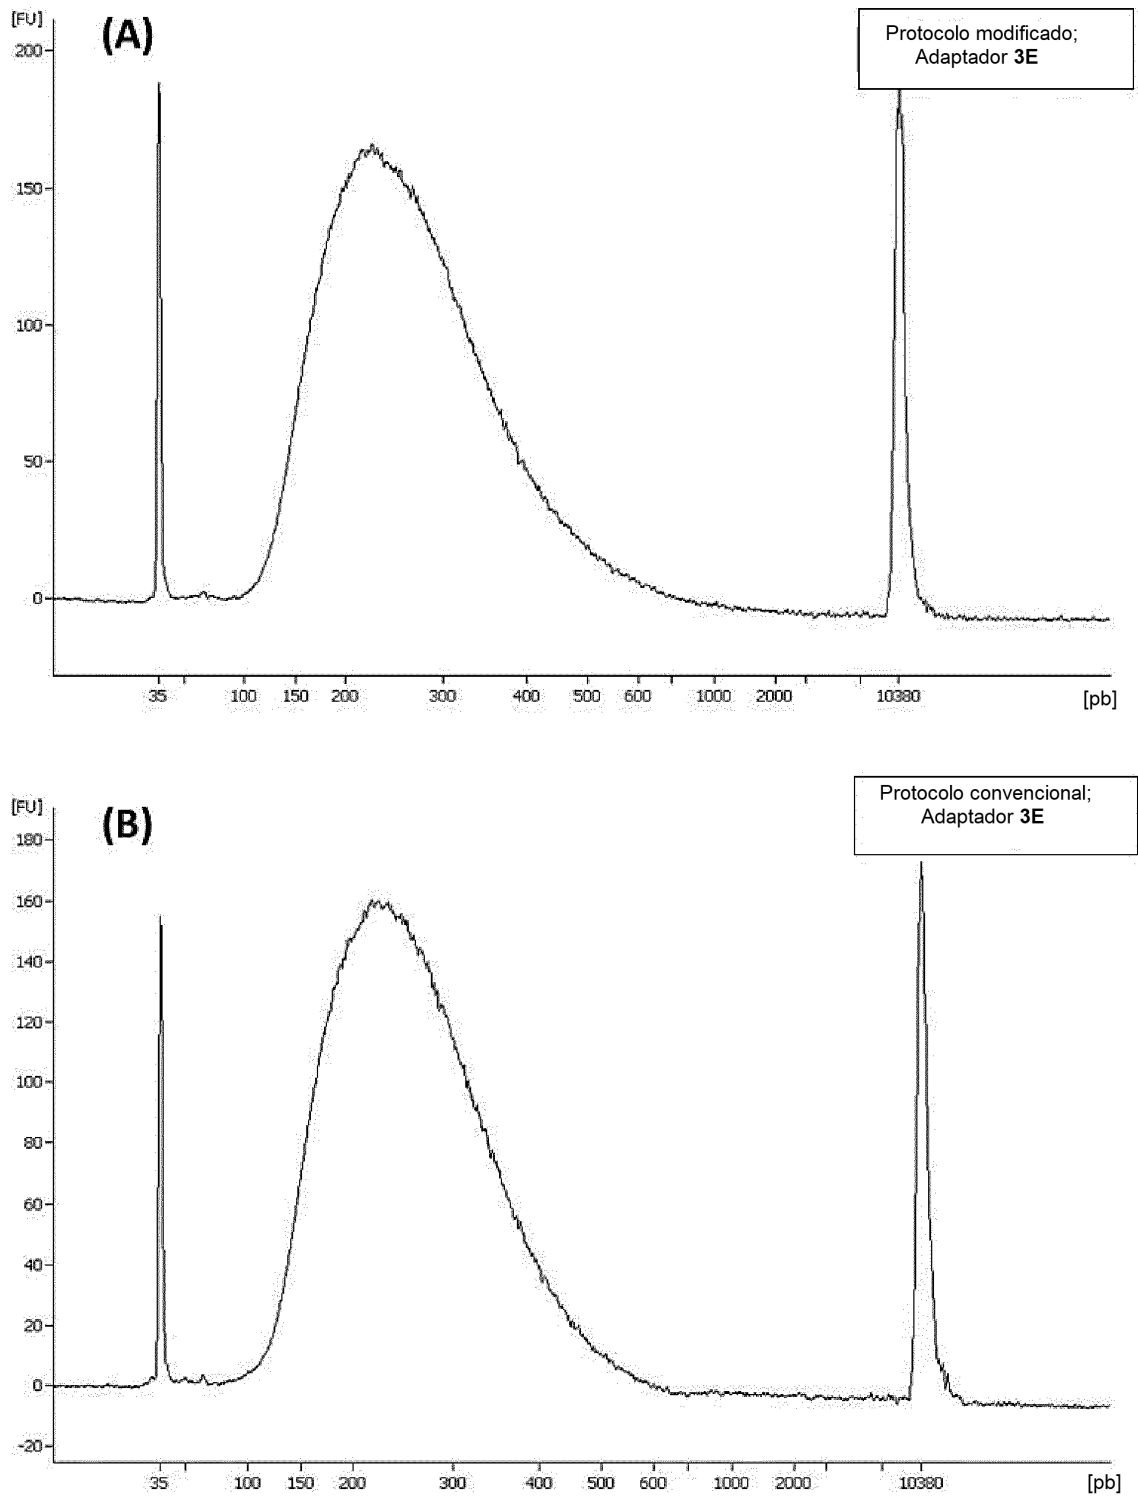 [FU]
(A)
Protocolo modificado;
Adaptador 3E
200
150
100
50
0
35 100 150 200 300 400 500 600 1000 2000 10380 [pb]
[FU]
(B)
Protocolo convencional;
Adaptador 3E
180
160
140
120
100
80
60
40
20
0
-20
35 100 150 200 300 400 500 600 1000 2000 10380 [pb]